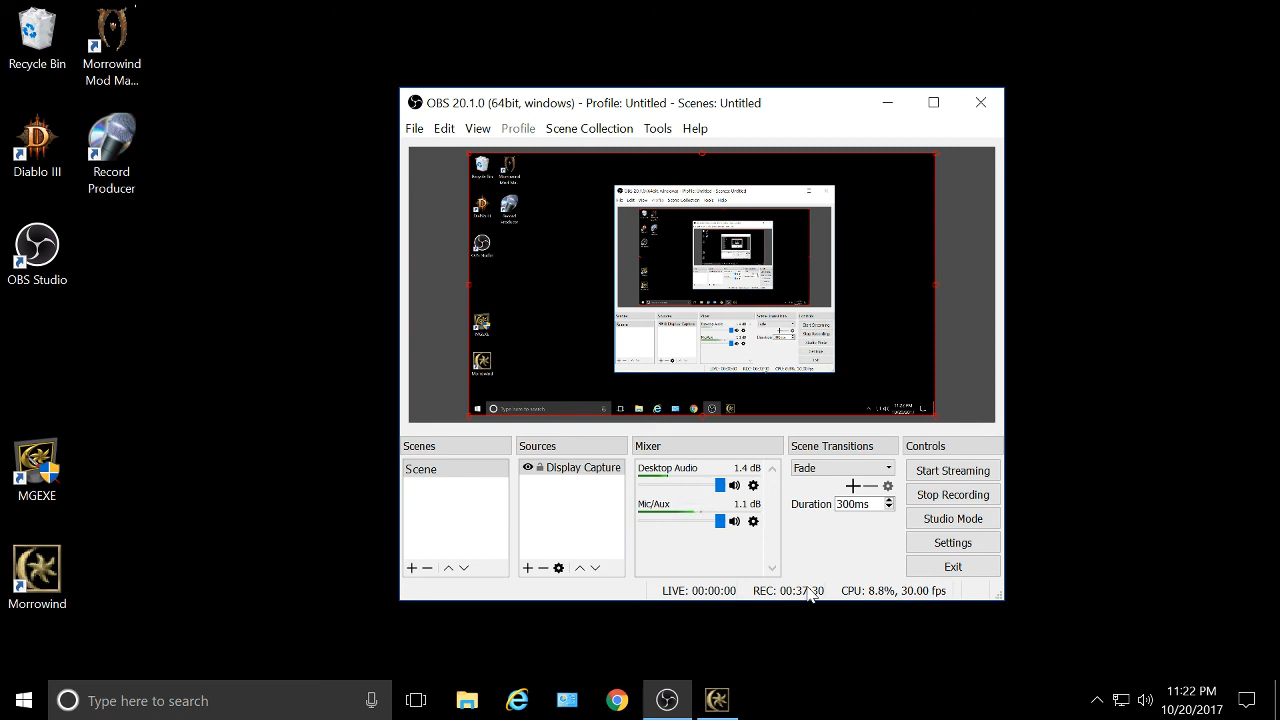 Recycle Bin
Morrowind
Mod Ma...
Diablo III
Record
Producer
OBS Studio
MGEXE
Morrowind
OBS 20.1.0 (64bit, windows) - Profile: Untitled - Scenes: Untitled
File Edit View Profile Scene Collection Tools Help
Scenes
Scene
Sources
Display Capture
Mixer
Desktop Audio 1.4 dB
Mic/Aux 1.1 dB
Scene Transitions
Fade
Duration 300ms
Controls
Start Streaming
Stop Recording
Studio Mode
Settings
Exit
LIVE: 00:00:00 REC: 00:37:30 CPU: 8.8%, 30.00 fps
Type here to search
11:22 PM
10/20/2017